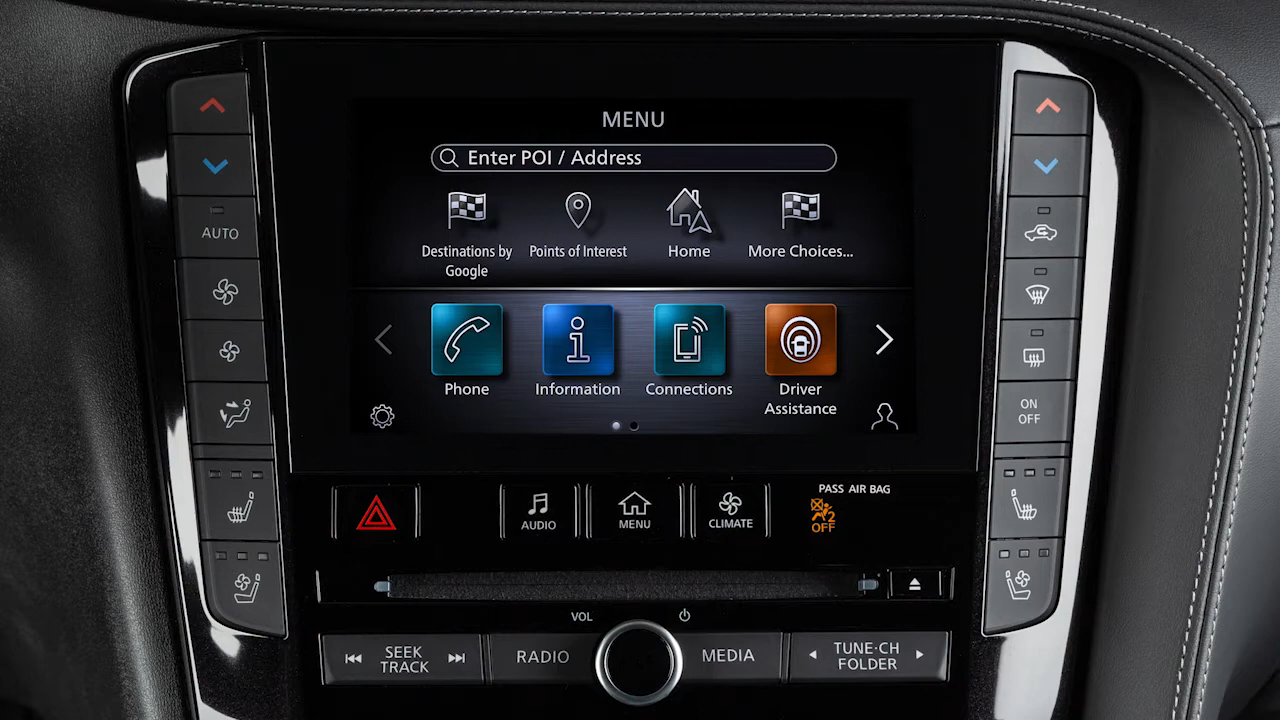 MENU
Enter POI / Address
Destinations by
Google
Points of Interest
Home
More Choices...
AUTO
Phone
Information
Connections
Driver
Assistance
ON
OFF
AUDIO
MENU
CLIMATE
PASS AIR BAG
2
OFF
VOL
SEEK
TRACK
RADIO
MEDIA
TUNE·CH
FOLDER